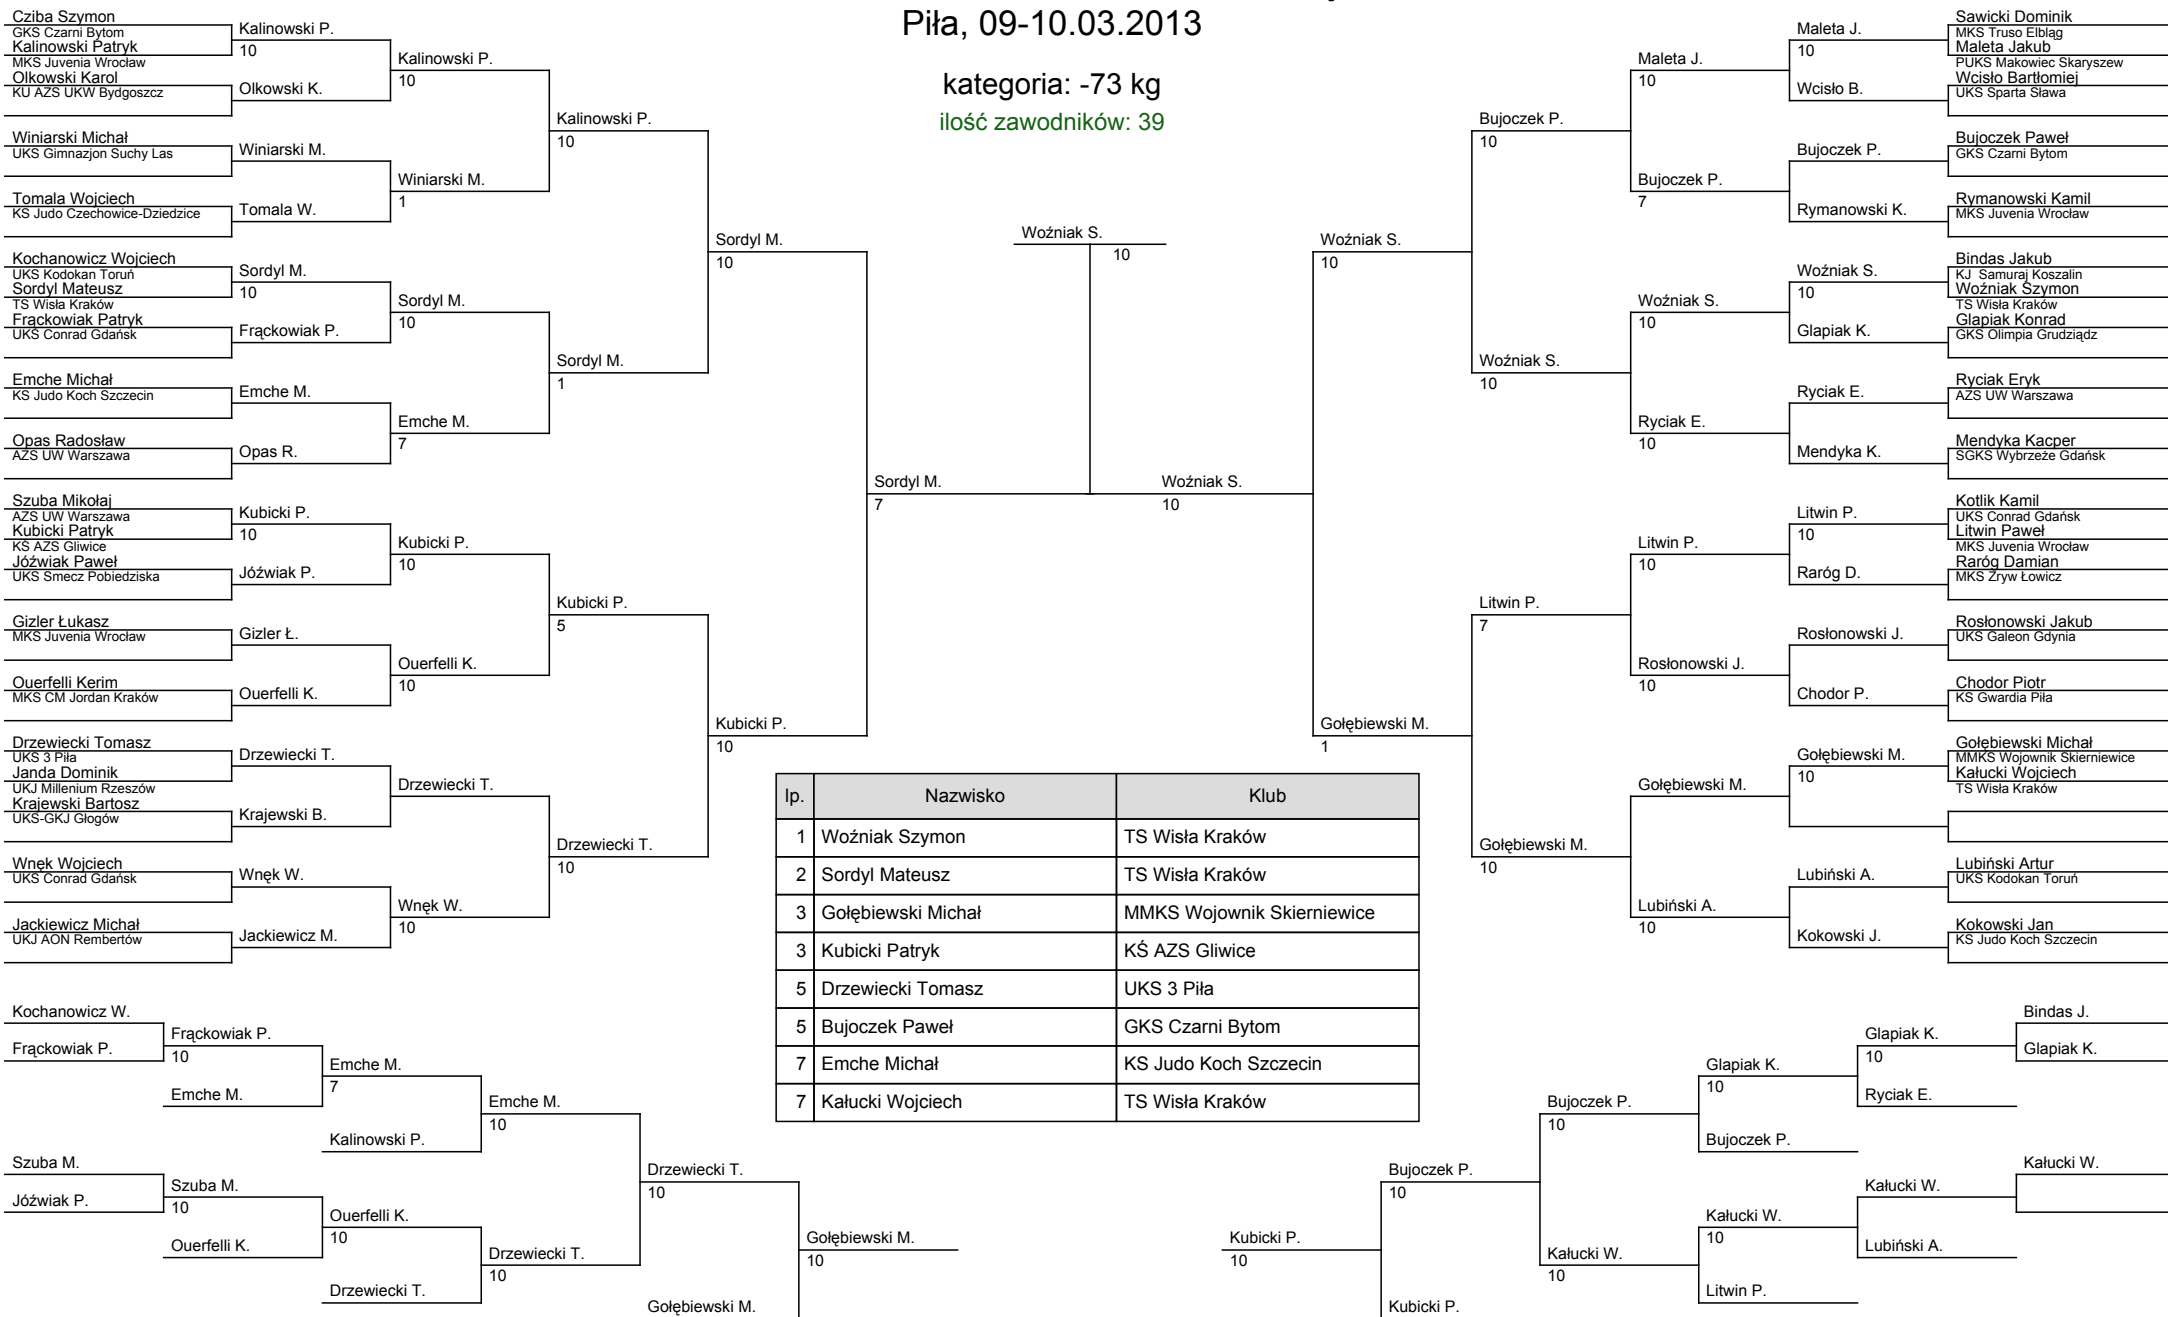 Piła, 09-10.03.2013
kategoria: -73 kg
ilość zawodników: 39
Cziba Szymon
GKS Czarni Bytom
Kalinowski Patryk
MKS Juvenia Wrocław
Olkowski Karol
KU AZS UKW Bydgoszcz
Winiarski Michał
UKS Gimnazjon Suchy Las
Tomala Wojciech
KS Judo Czechowice-Dziedzice
Kochanowicz Wojciech
UKS Kodokan Toruń
Sordyl Mateusz
TS Wisła Kraków
Frąckowiak Patryk
UKS Conrad Gdańsk
Emche Michał
KS Judo Koch Szczecin
Opas Radosław
AZS UW Warszawa
Szuba Mikołaj
AZS UW Warszawa
Kubicki Patryk
KŚ AZS Gliwice
Jóźwiak Paweł
UKS Smecz Pobiedziska
Gizler Łukasz
MKS Juvenia Wrocław
Ouerfelli Kerim
MKS CM Jordan Kraków
Drzewiecki Tomasz
UKS 3 Piła
Janda Dominik
UKJ Millenium Rzeszów
Krajewski Bartosz
UKS-GKJ Głogów
Wnęk Wojciech
UKS Conrad Gdańsk
Jackiewicz Michał
UKJ AON Rembertów
Kalinowski P.
10
Olkowski K.
Winiarski M.
Tomala W.
Sordyl M.
10
Frąckowiak P.
Emche M.
Opas R.
Kubicki P.
10
Jóźwiak P.
Gizler Ł.
Ouerfelli K.
Drzewiecki T.
Krajewski B.
Wnęk W.
Jackiewicz M.
Kalinowski P.
10
Winiarski M.
1
Sordyl M.
10
Emche M.
7
Kubicki P.
10
Ouerfelli K.
10
Drzewiecki T.
Wnęk W.
10
Kalinowski P.
10
Sordyl M.
1
Kubicki P.
5
Drzewiecki T.
10
Sordyl M.
10
Kubicki P.
10
Sordyl M.
7
Woźniak S.
10
Woźniak S.
10
Woźniak S.
10
Gołębiewski M.
1
Bujoczek P.
10
Woźniak S.
10
Litwin P.
7
Gołębiewski M.
10
Maleta J.
10
Bujoczek P.
7
Woźniak S.
10
Ryciak E.
10
Litwin P.
10
Rosłonowski J.
10
Gołębiewski M.
Lubiński A.
10
Maleta J.
10
Wcisło B.
Bujoczek P.
Rymanowski K.
Woźniak S.
10
Glapiak K.
Ryciak E.
Mendyka K.
Litwin P.
10
Raróg D.
Rosłonowski J.
Chodor P.
Gołębiewski M.
10
Lubiński A.
Kokowski J.
Sawicki Dominik
MKS Truso Elbląg
Maleta Jakub
PUKS Makowiec Skaryszew
Wcisło Bartłomiej
UKS Sparta Sława
Bujoczek Paweł
GKS Czarni Bytom
Rymanowski Kamil
MKS Juvenia Wrocław
Bindas Jakub
KJ Samuraj Koszalin
Woźniak Szymon
TS Wisła Kraków
Glapiak Konrad
GKS Olimpia Grudziądz
Ryciak Eryk
AZS UW Warszawa
Mendyka Kacper
SGKS Wybrzeże Gdańsk
Kotlik Kamil
UKS Conrad Gdańsk
Litwin Paweł
MKS Juvenia Wrocław
Raróg Damian
MKS Zryw Łowicz
Rosłonowski Jakub
UKS Galeon Gdynia
Chodor Piotr
KS Gwardia Piła
Gołębiewski Michał
MMKS Wojownik Skierniewice
Kałucki Wojciech
TS Wisła Kraków
Lubiński Artur
UKS Kodokan Toruń
Kokowski Jan
KS Judo Koch Szczecin
lp. Nazwisko Klub
1 Woźniak Szymon TS Wisła Kraków
2 Sordyl Mateusz TS Wisła Kraków
3 Gołębiewski Michał MMKS Wojownik Skierniewice
3 Kubicki Patryk KŚ AZS Gliwice
5 Drzewiecki Tomasz UKS 3 Piła
5 Bujoczek Paweł GKS Czarni Bytom
7 Emche Michał KS Judo Koch Szczecin
7 Kałucki Wojciech TS Wisła Kraków
Kochanowicz W.
Frąckowiak P.
Szuba M.
Jóźwiak P.
Frąckowiak P.
10
Emche M.
Szuba M.
10
Ouerfelli K.
Emche M.
7
Kalinowski P.
Ouerfelli K.
10
Drzewiecki T.
Emche M.
10
Drzewiecki T.
10
Drzewiecki T.
10
Gołębiewski M.
Gołębiewski M.
10
Kubicki P.
10
Bujoczek P.
10
Kubicki P.
Bujoczek P.
10
Kałucki W.
10
Glapiak K.
10
Bujoczek P.
Kałucki W.
10
Litwin P.
Glapiak K.
10
Ryciak E.
Kałucki W.
Lubiński A.
Bindas J.
Glapiak K.
Kałucki W.